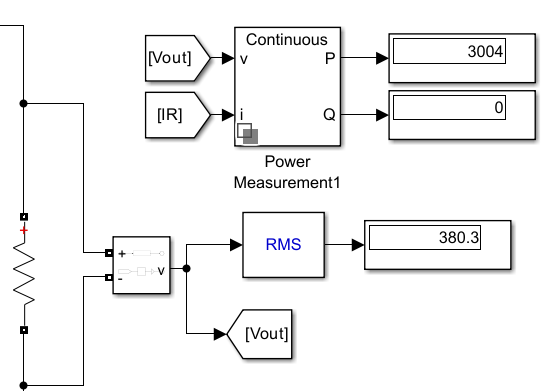 [Vout]
[IR]
Continuous
v
P
i
Q
3004
0
Power
Measurement1
+
+
-
v
RMS
380.3
[Vout]